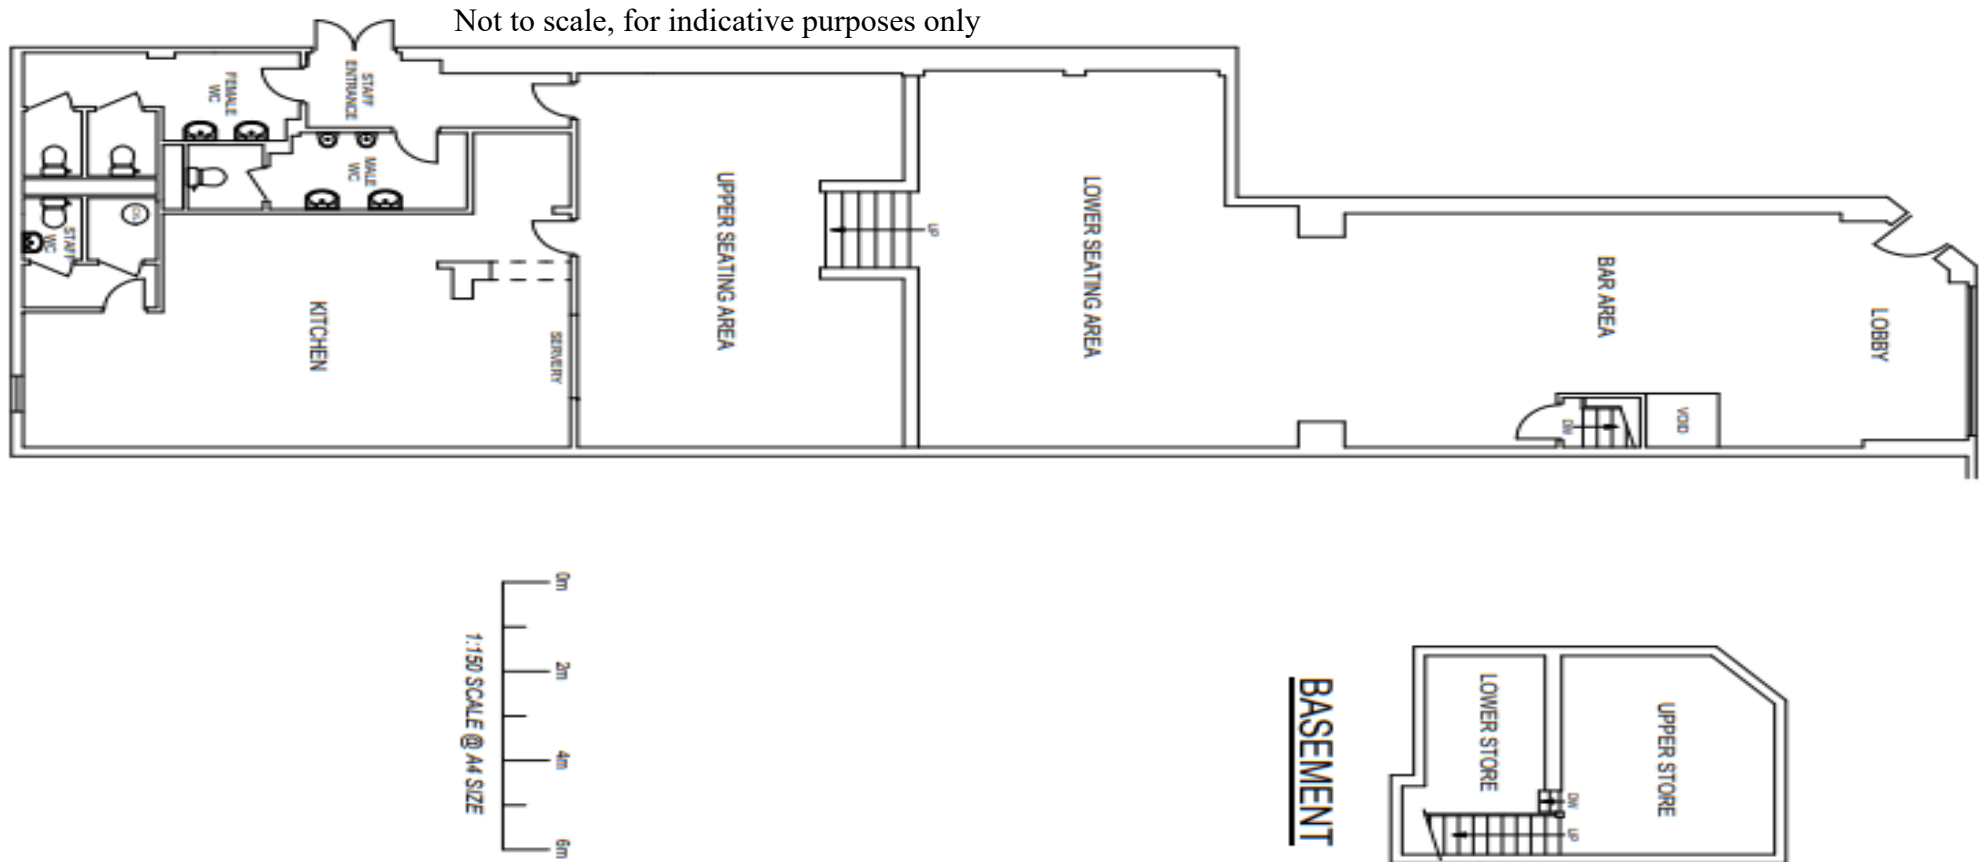 Not to scale, for indicative purposes only
FEMALE
WC
STAFF
ENTRANCE
MALE
WC
STAFF
WC
KITCHEN
SERVERY
UPPER SEATING AREA
UP
LOWER SEATING AREA
BAR AREA
LOBBY
DW
VOID
0m
2m
4m
6m
1:150 SCALE @ A4 SIZE
BASEMENT
LOWER STORE
UPPER STORE
DW
UP